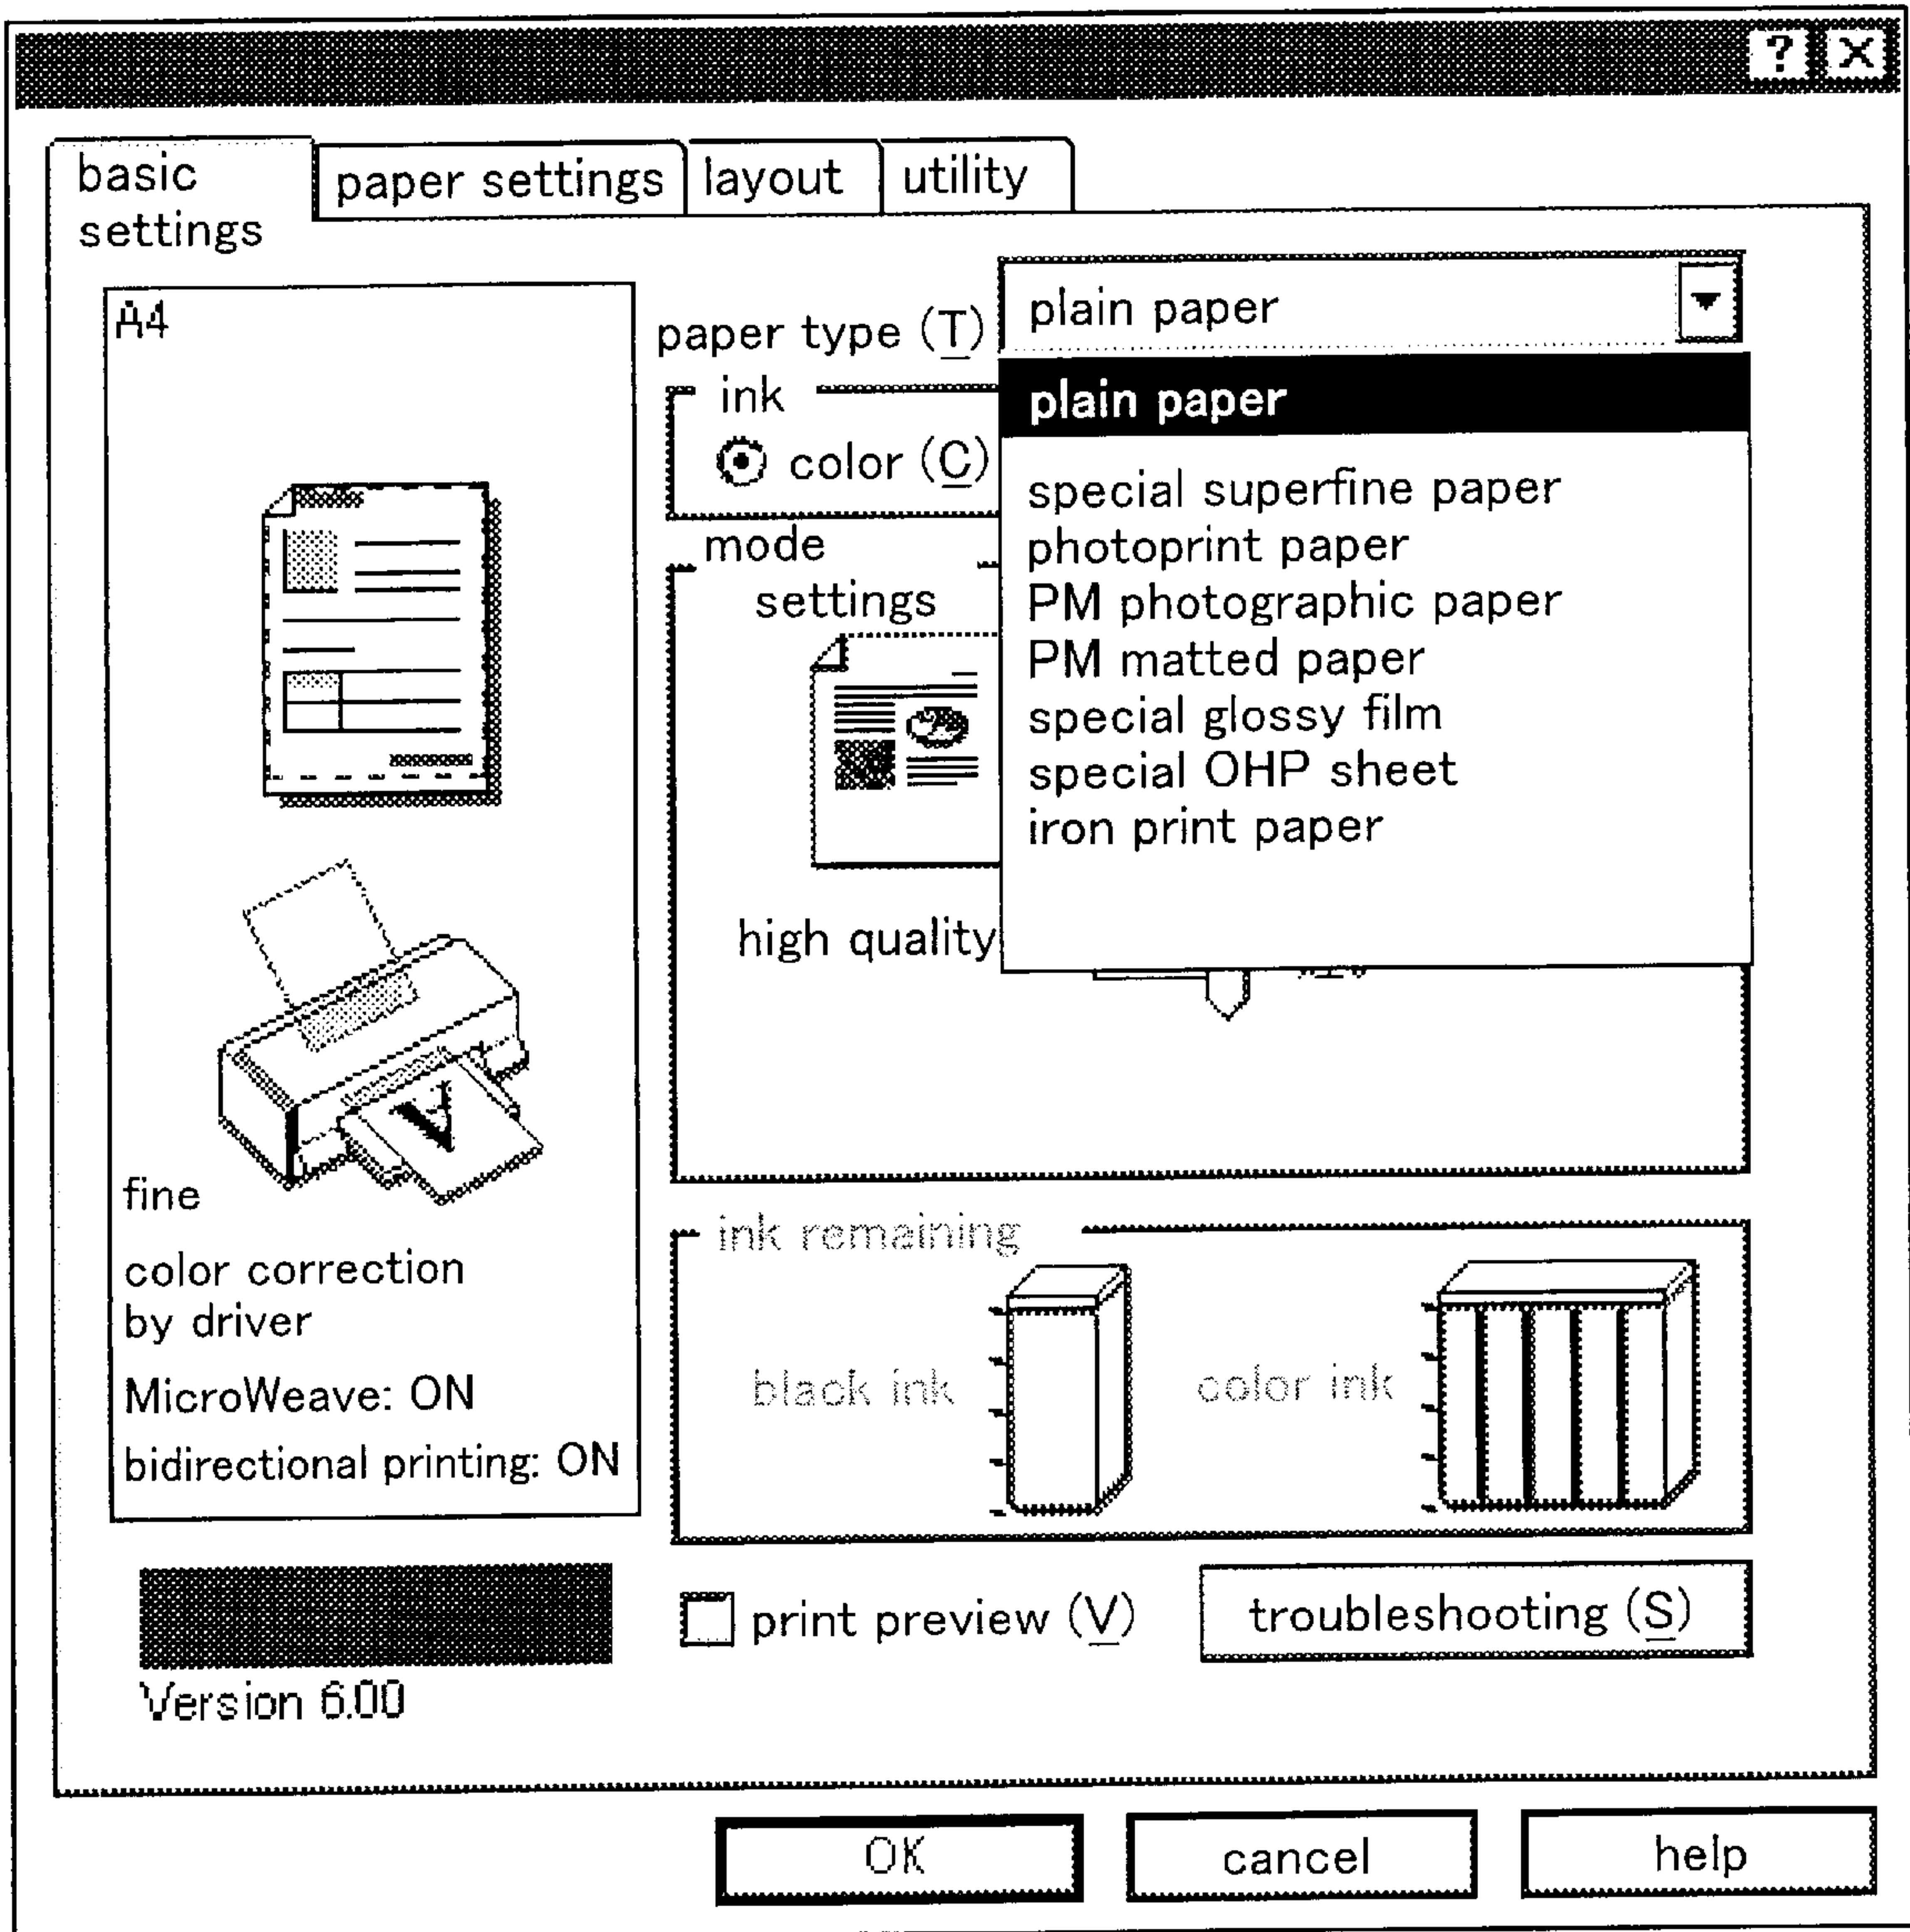 ? X
basic
settings
paper settings
layout
utility
A4
paper type (T)
plain paper
plain paper
special superfine paper
photoprint paper
PM photographic paper
PM matted paper
special glossy film
special OHP sheet
iron print paper
ink
color (C)
mode
settings
high quality
fine
color correction
by driver
MicroWeave: ON
bidirectional printing: ON
ink remaining
black ink
color ink
print preview (V)
troubleshooting (S)
Version 6.00
OK
cancel
help